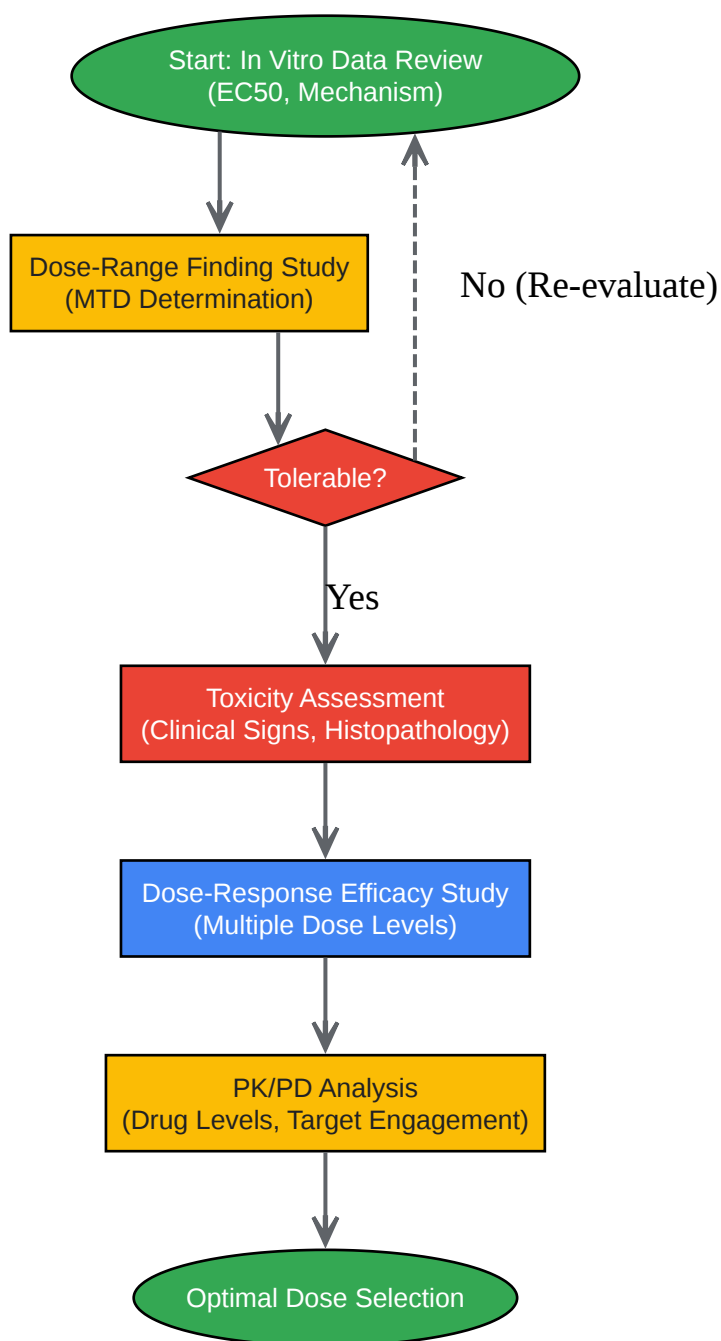 Start: In Vitro Data Review
(EC50, Mechanism)
Dose-Range Finding Study
(MTD Determination)
No (Re-evaluate)
Tolerable?
Yes
Toxicity Assessment
(Clinical Signs, Histopathology)
Dose-Response Efficacy Study
(Multiple Dose Levels)
PK/PD Analysis
(Drug Levels, Target Engagement)
Optimal Dose Selection